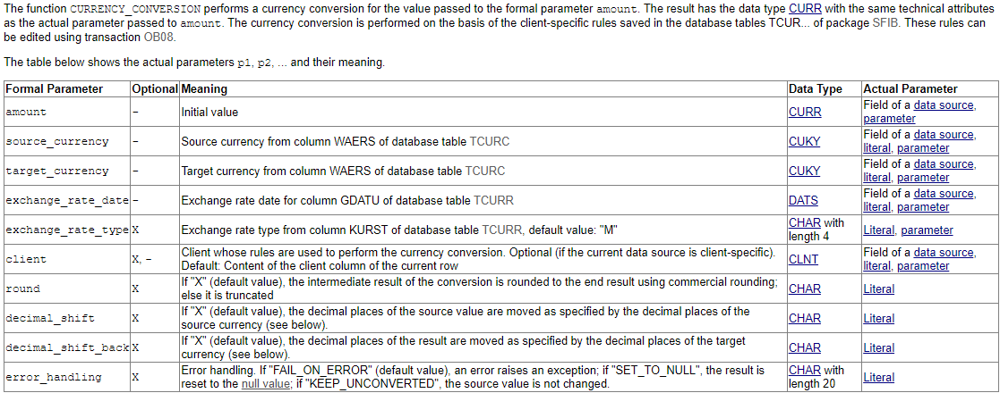 The function CURRENCY_CONVERSION performs a currency conversion for the value passed to the formal parameter amount. The result has the data type CURR with the same technical attributes
as the actual parameter passed to amount. The currency conversion is performed on the basis of the client-specific rules saved in the database tables TCUR... of package SFIB. These rules can
be edited using transaction OB08.
The table below shows the actual parameters p1, p2, ... and their meaning.
Formal Parameter Optional Meaning Data Type Actual Parameter
amount – Initial value CURR Field of a data source,
parameter
source_currency – Source currency from column WAERS of database table TCURC CUKY Field of a data source,
literal, parameter
target_currency – Target currency from column WAERS of database table TCURC CUKY Field of a data source,
literal, parameter
exchange_rate_date – Exchange rate date for column GDATU of database table TCURR DATS Field of a data source,
literal, parameter
exchange_rate_type X Exchange rate type from column KURST of database table TCURR, default value: "M" CHAR with
length 4 Literal, parameter
client X, – Client whose rules are used to perform the currency conversion. Optional (if the current data source is client-specific).
Default: Content of the client column of the current row CLNT Field of a data source,
literal, parameter
round X If "X" (default value), the intermediate result of the conversion is rounded to the end result using commercial rounding;
else it is truncated CHAR Literal
decimal_shift X If "X" (default value), the decimal places of the source value are moved as specified by the decimal places of the
source currency (see below). CHAR Literal
decimal_shift_back X If "X" (default value), the decimal places of the result are moved as specified by the decimal places of the target
currency (see below). CHAR Literal
error_handling X Error handling. If "FAIL_ON_ERROR" (default value), an error raises an exception; if "SET_TO_NULL", the result is
reset to the null value; if "KEEP_UNCONVERTED", the source value is not changed. CHAR with
length 20 Literal